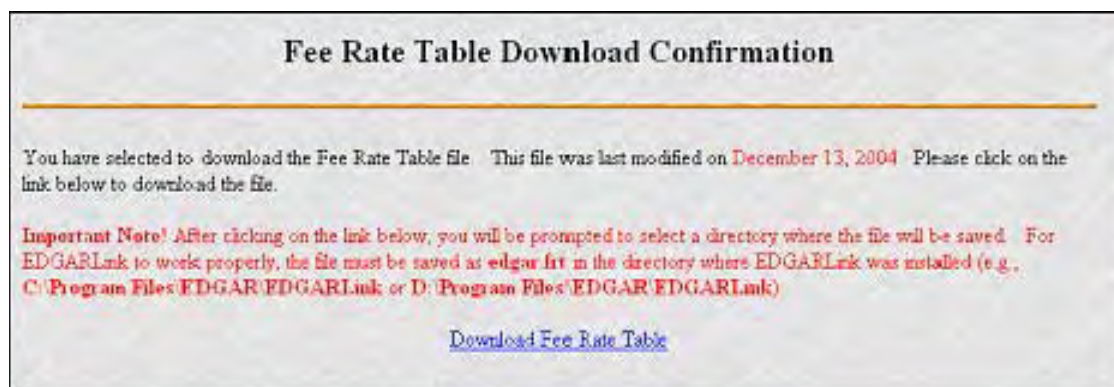 Fee Rate Table Download Confirmation
You have selected to download the Fee Rate Table file   This file was last modified on December 13, 2004   Please click on the
link below to download the file.
Important Note! After clicking on the link below, you will be prompted to select a directory where the file will be saved   For
EDGARLink to work properly, the file must be saved as edgar.frt in the directory where EDGARLink was installed (e.g.,
C:\Program Files\EDGAR\EDGARLink or D:\Program Files\EDGAR\EDGARLink)
Download Fee Rate Table